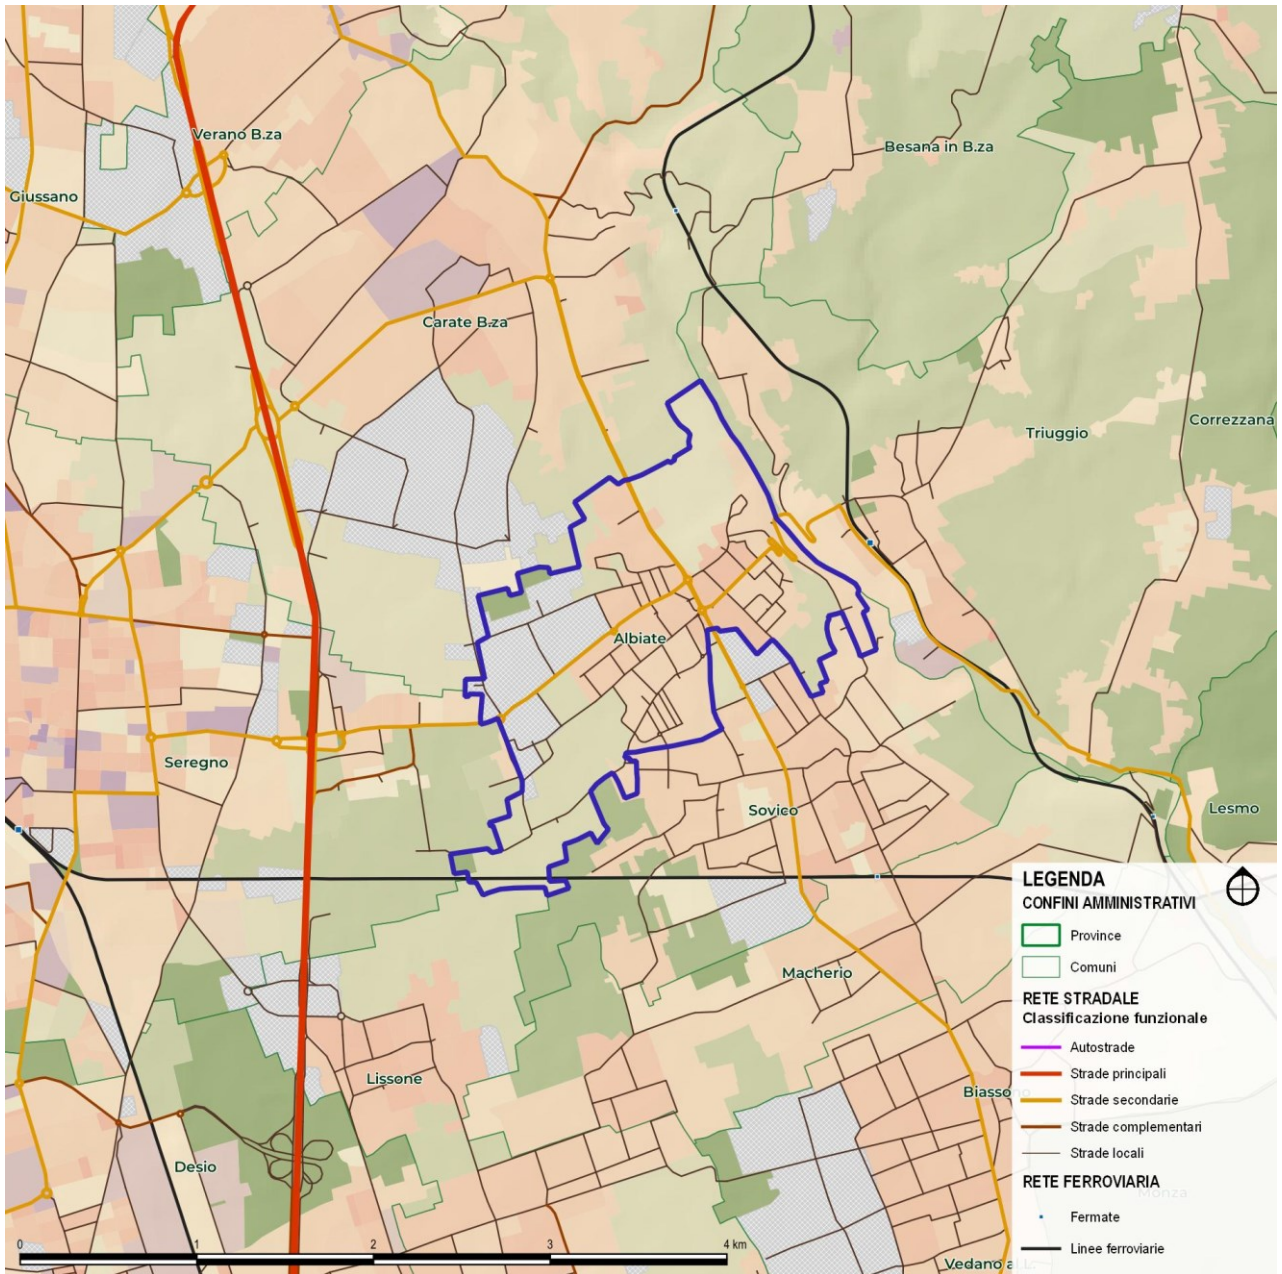 Verano B.za
Besana in B.za
Giussano
Carate B.za
Correzzana
Triuggio
Albiate
Seregno
Sovico
Lesmo
LEGENDA
CONFINI AMMINISTRATIVI
Province
Comuni
RETE STRADALE
Classificazione funzionale
Autostrade
Strade principali
Strade secondarie
Strade complementari
Strade locali
RETE FERROVIARIA
Fermate
Linee ferroviarie
Macherio
Lissone
Biassono
Desio
Monza
Vedano al L.
0 1 2 3 4 km